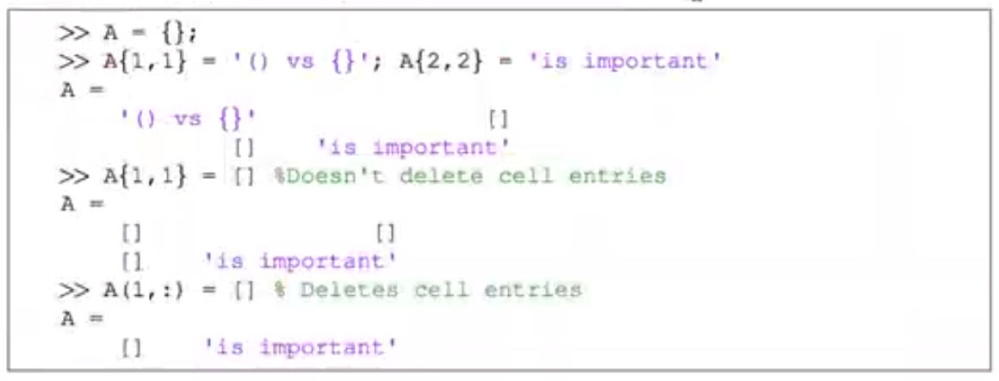 >> A = {};
>> A{1,1} = '() vs {}'; A{2,2} = 'is important'
A =
'() vs {}' []
[] 'is important'
>> A{1,1} = [] %Doesn't delete cell entries
A =
[] []
[] 'is important'
>> A(1,:) = [] % Deletes cell entries
A =
[] 'is important'